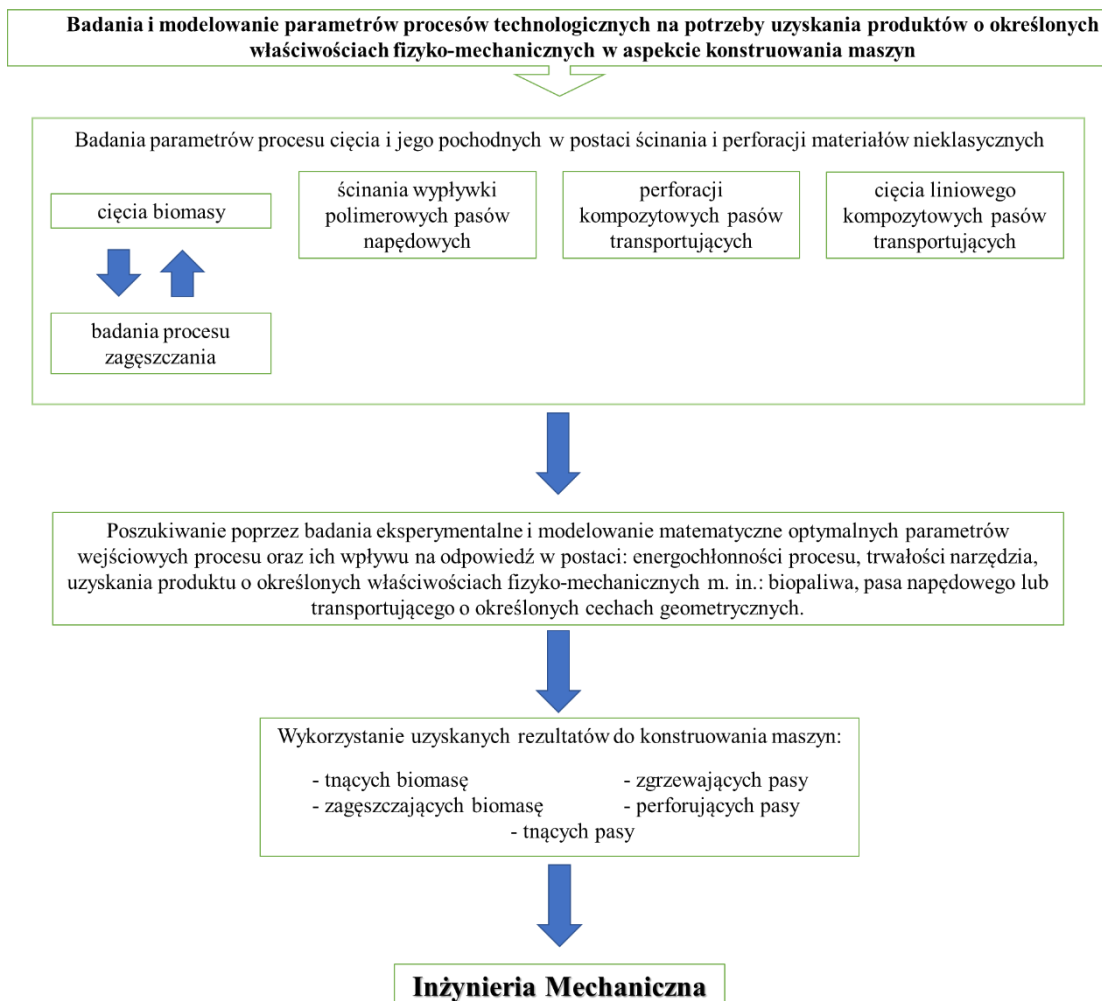 Badania i modelowanie parametrów procesów technologicznych na potrzeby uzyskania produktów o określonych
właściwościach fizyko-mechanicznych w aspekcie konstruowania maszyn
Badania parametrów procesu cięcia i jego pochodnych w postaci ścinania i perforacji materiałów nieklasycznych
cięcia biomasy
ścinania wypływki
polimerowych pasów
napędowych
perforacji
kompozytowych pasów
transportujących
cięcia liniowego
kompozytowych pasów
transportujących
badania procesu
zagęszczania
Poszukiwanie poprzez badania eksperymentalne i modelowanie matematyczne optymalnych parametrów
wejściowych procesu oraz ich wpływu na odpowiedź w postaci: energochłonności procesu, trwałości narzędzia,
uzyskania produktu o określonych właściwościach fizyko-mechanicznych m. in.: biopaliwa, pasa napędowego lub
transportującego o określonych cechach geometrycznych.
Wykorzystanie uzyskanych rezultatów do konstruowania maszyn:
- tnących biomasę
- zgrzewających pasy
- zagęszczających biomasę
- perforujących pasy
- tnących pasy
Inżynieria Mechaniczna